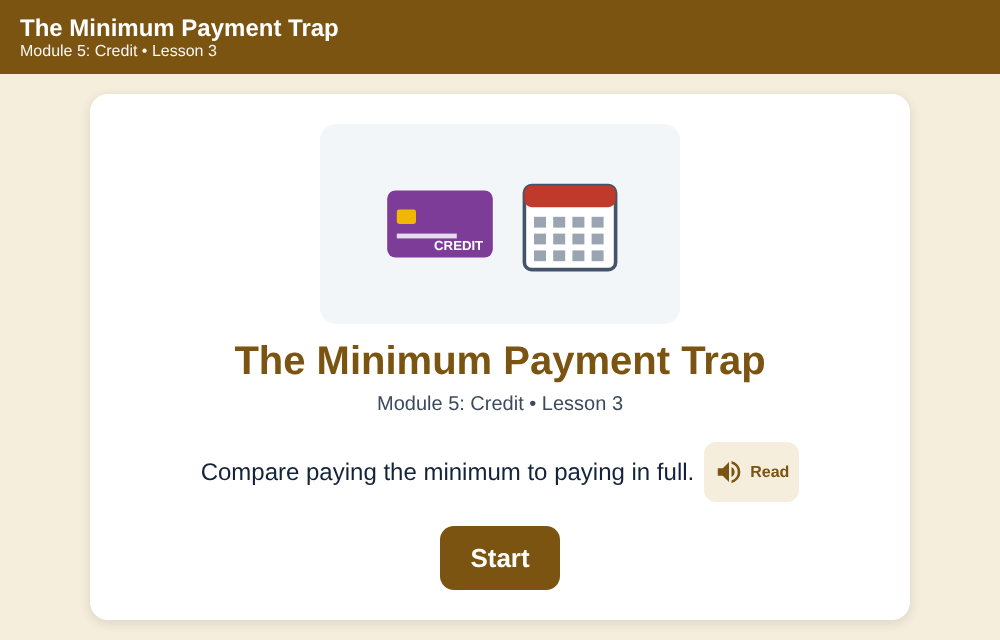 The Minimum Payment Trap
Module 5: Credit • Lesson 3
CREDIT
The Minimum Payment Trap
Module 5: Credit • Lesson 3
Compare paying the minimum to paying in full.
Read
Start